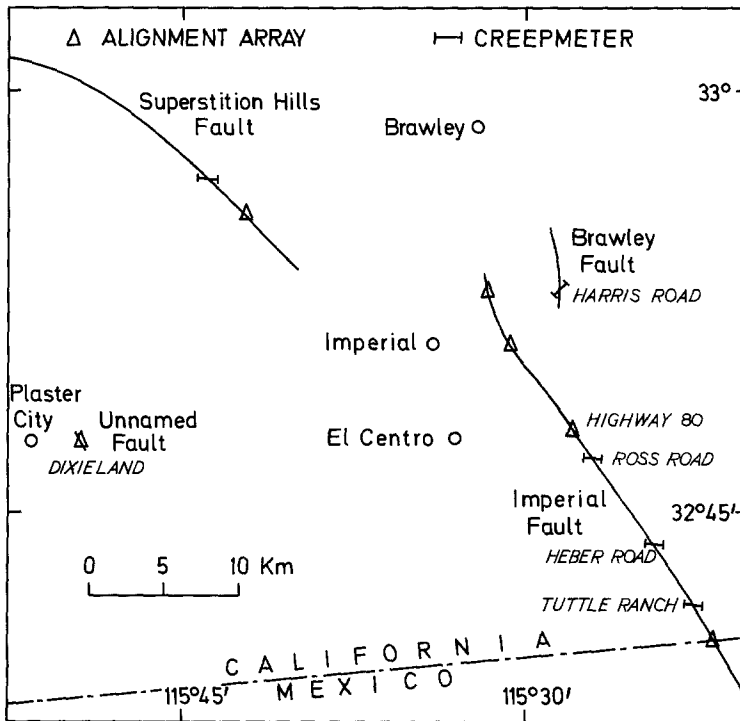 ALIGNMENT ARRAY
CREEPMETER
33°
Superstition Hills
Fault
Brawley
Brawley
Fault
HARRIS ROAD
Imperial
Plaster
City
Unnamed
Fault
DIXIELAND
El Centro
HIGHWAY 80
ROSS ROAD
Imperial
Fault
32°45'
HEBER ROAD
0 5 10 Km
TUTTLE RANCH
CALIFORNIA
MEXICO
115°45'
115°30'